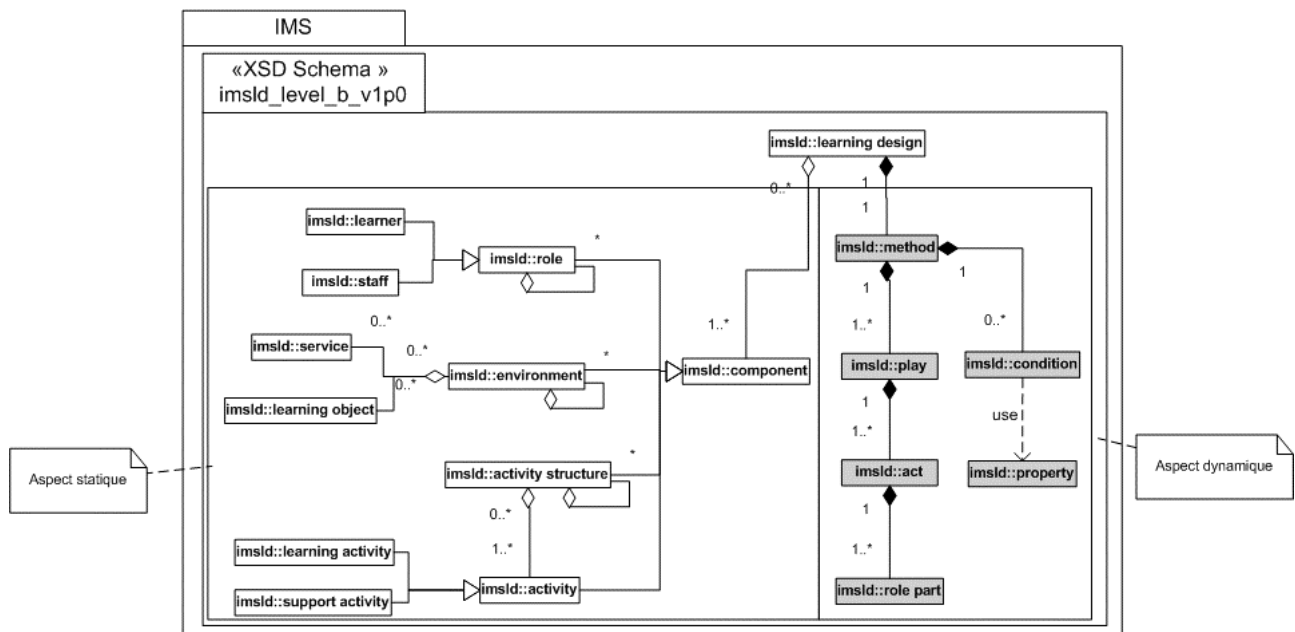 IMS
«XSD Schema »
imsld_level_b_v1p0
imsld::learning design
0..*
1
1
imsld::learner
imsld::role
*
imsld::staff
imsld::method
1
1
0..*
imsld::service
0..*
0..*
imsld::environment
*
imsld::learning object
1..*
imsld::component
1..*
0..*
imsld::play
imsld::condition
1
use
1..*
imsld::activity structure
*
imsld::act
imsld::property
0..*
1..*
1
1..*
imsld::learning activity
imsld::support activity
imsld::activity
imsld::role part
Aspect statique
Aspect dynamique